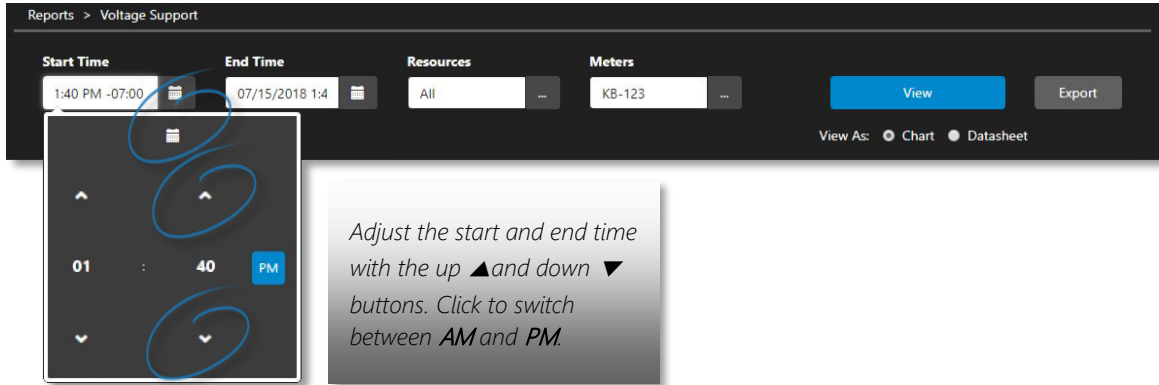 Reports > Voltage Support
Start Time End Time Resources Meters
1:40 PM -07:00 07/15/2018 1:4 All ... KB-123 ... View Export
View As: Chart Datasheet
01 : 40 PM
Adjust the start and end time
with the up ▲and down ▼
buttons. Click to switch
between AM and PM.